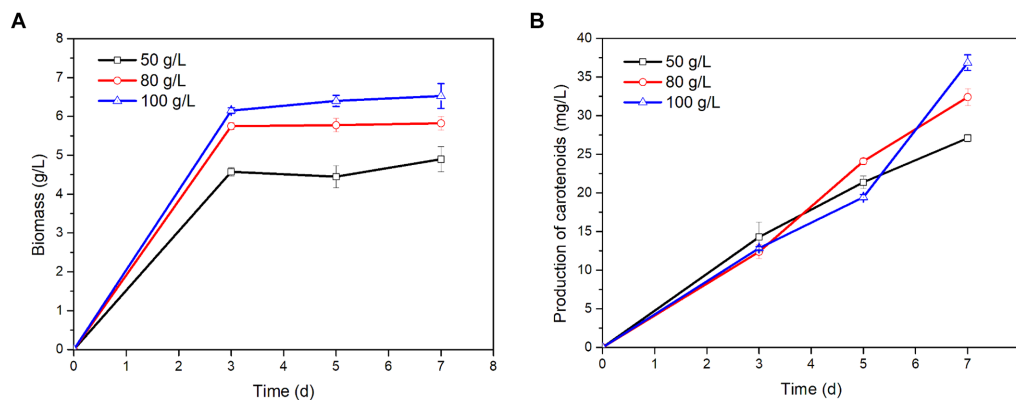 A
50 g/L
80 g/L
100 g/L
Biomass (g/L)
8
7
6
5
4
3
2
1
0
0 1 2 3 4 5 6 7 8
Time (d)
B
50 g/L
80 g/L
100 g/L
Production of carotenoids (mg/L)
40
35
30
25
20
15
10
5
0
0 1 2 3 4 5 6 7
Time (d)